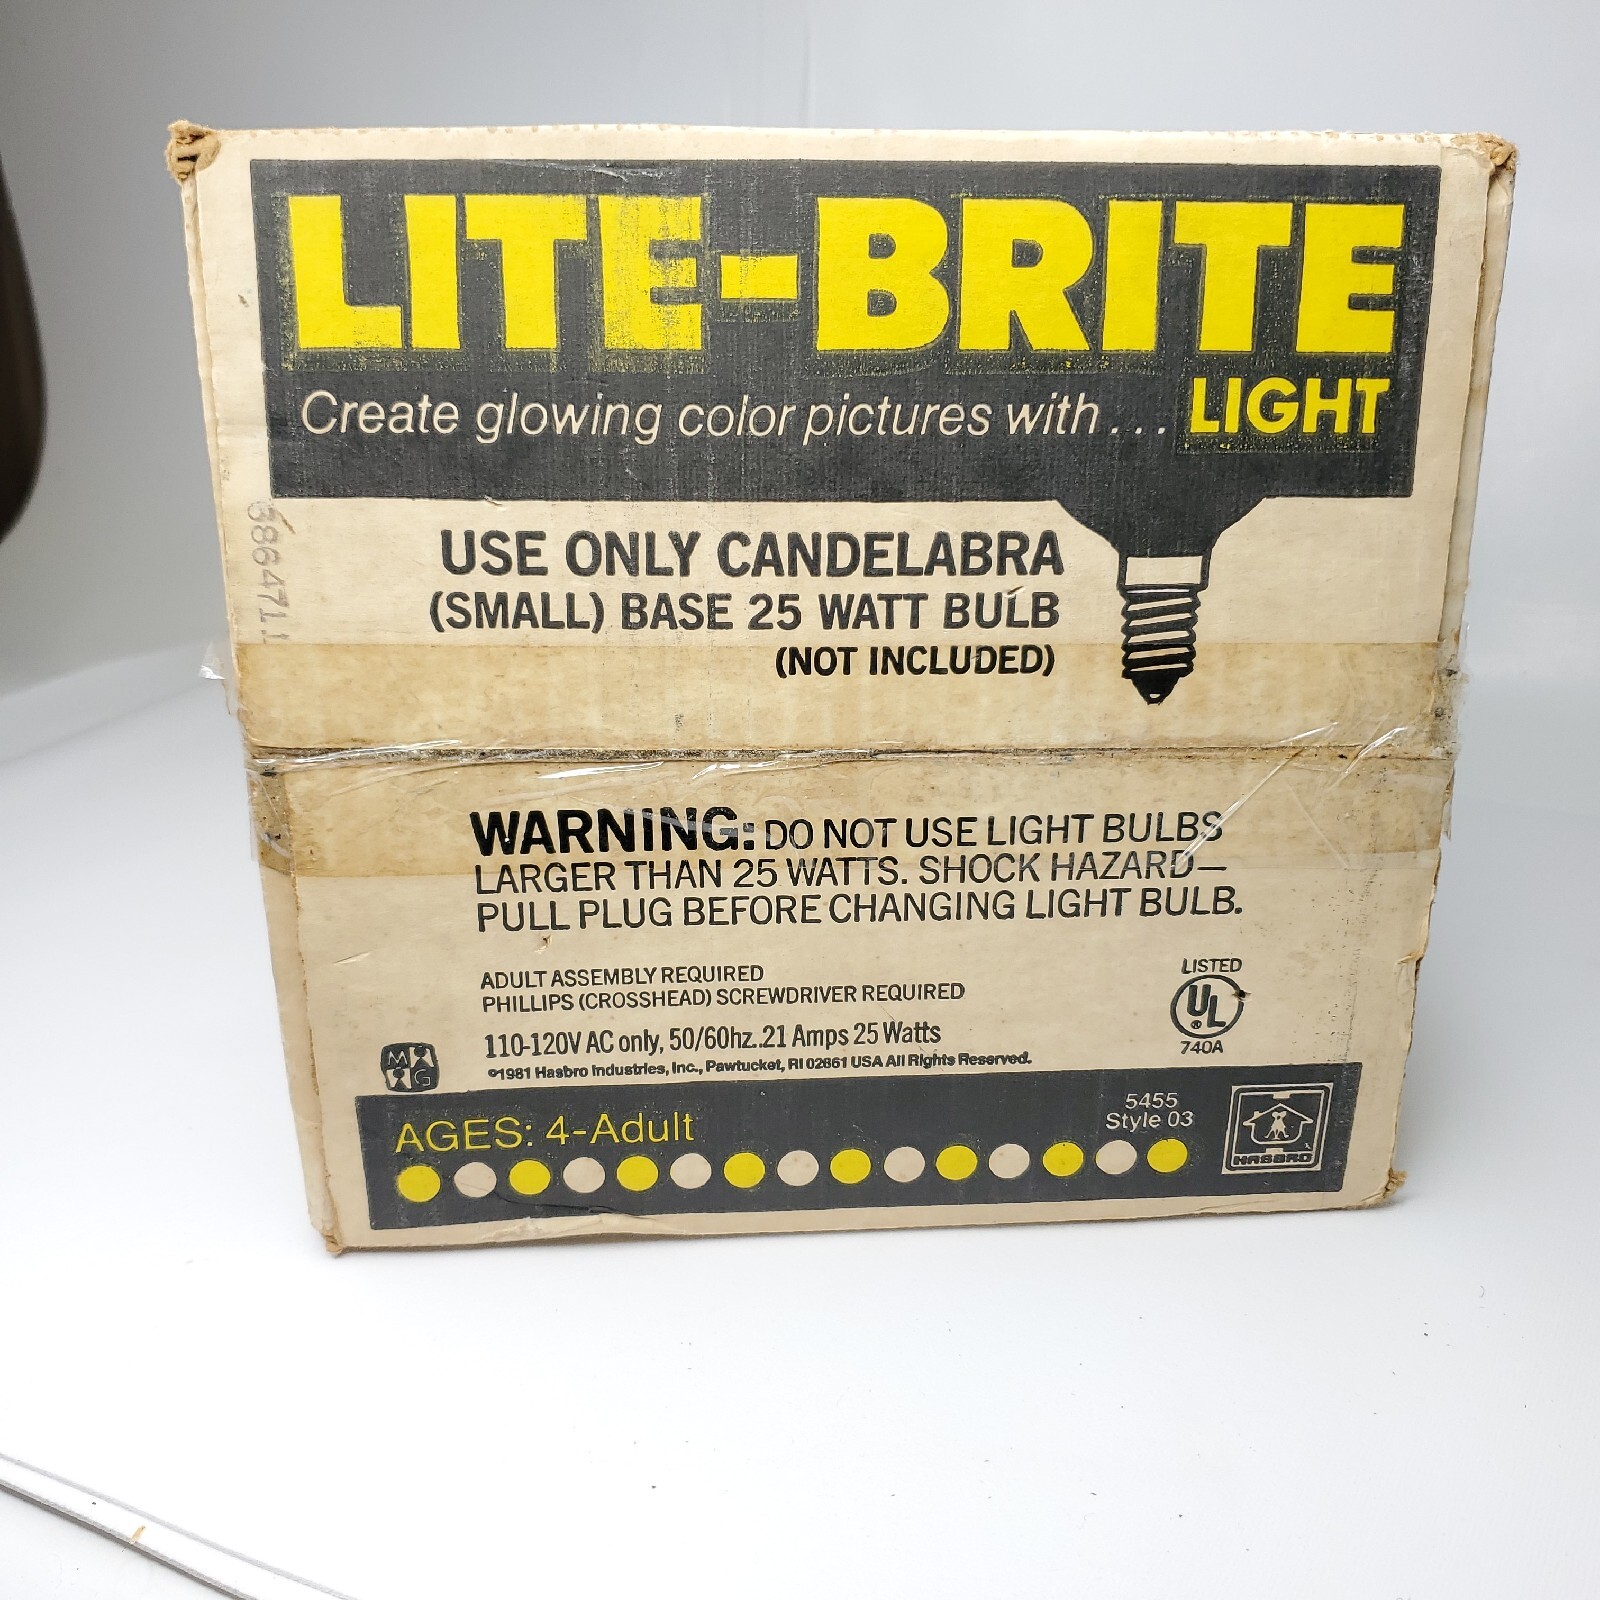 LITE-BRITE
Create glowing color pictures with... LIGHT
USE ONLY CANDELABRA
(SMALL) BASE 25 WATT BULB
(NOT INCLUDED)
WARNING: DO NOT USE LIGHT BULBS
LARGER THAN 25 WATTS. SHOCK HAZARD—
PULL PLUG BEFORE CHANGING LIGHT BULB.
ADULT ASSEMBLY REQUIRED
PHILLIPS (CROSSHEAD) SCREWDRIVER REQUIRED
110-120V AC only, 50/60hz..21 Amps 25 Watts
©1981 Hasbro Industries, Inc., Pawtucket, RI 02861 USA All Rights Reserved.
LISTED
UL
®
740A
M
G
AGES: 4-Adult
5455
Style 03
HASBRO